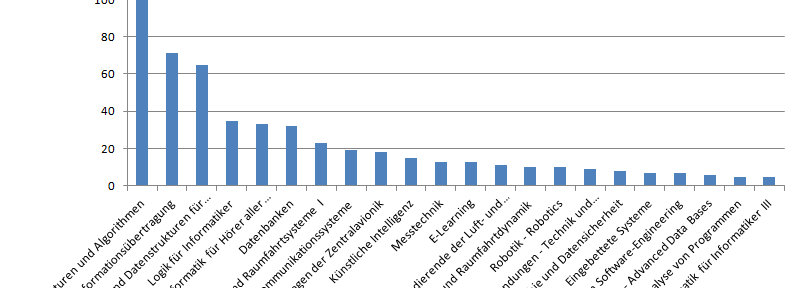 100
80
60
40
20
0
turen und Algorithmen
formationsübertragung
und Datenstrukturen für...
Logik für Informatiker
formatik für Hörer aller...
Datenbanken
nd Raumfahrtsysteme I
ommunikationssysteme
gen der Zentralavionik
Künstliche Intelligenz
Messtechnik
E-Learning
dierende der Luft- und...
und Raumfahrtdynamik
Robotik - Robotics
ndungen - Technik und...
ie und Datensicherheit
Eingebettete Systeme
n Software-Engineering
- Advanced Data Bases
alyse von Programmen
matik für Informatiker III